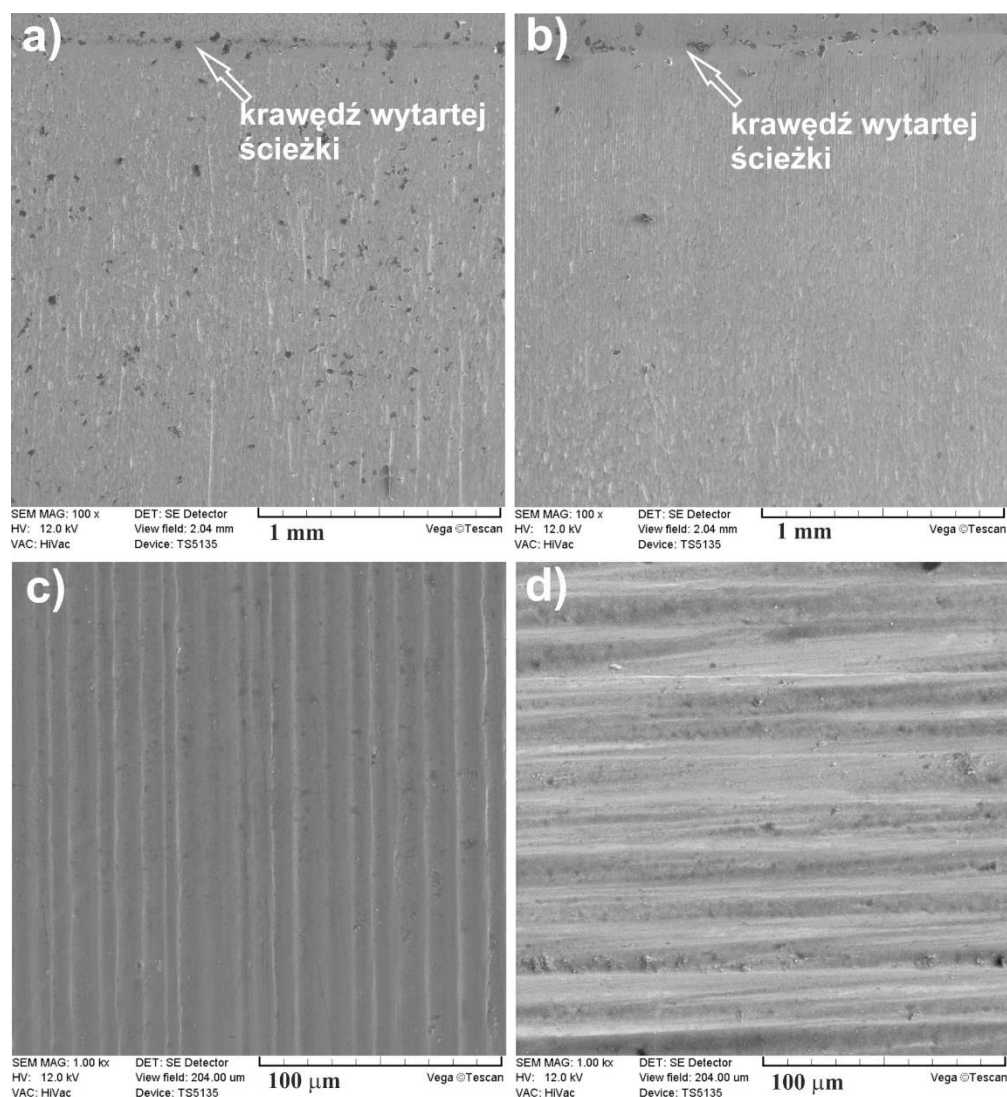 a)
krawędź wytartej
ścieżki
SEM MAG: 100 x
DET: SE Detector
HV: 12.0 kV
View field: 2.04 mm
1 mm
VAC: HiVac
Device: TS5135
Vega ©Tescan
b)
krawędź wytartej
ścieżki
SEM MAG: 100 x
DET: SE Detector
HV: 12.0 kV
View field: 2.04 mm
1 mm
VAC: HiVac
Device: TS5135
Vega ©Tescan
c)
SEM MAG: 1.00 kx
DET: SE Detector
HV: 12.0 kV
View field: 204.00 um
100 µm
VAC: HiVac
Device: TS5135
Vega ©Tescan
d)
SEM MAG: 1.00 kx
DET: SE Detector
HV: 12.0 kV
View field: 204.00 um
100 µm
VAC: HiVac
Device: TS5135
Vega ©Tescan